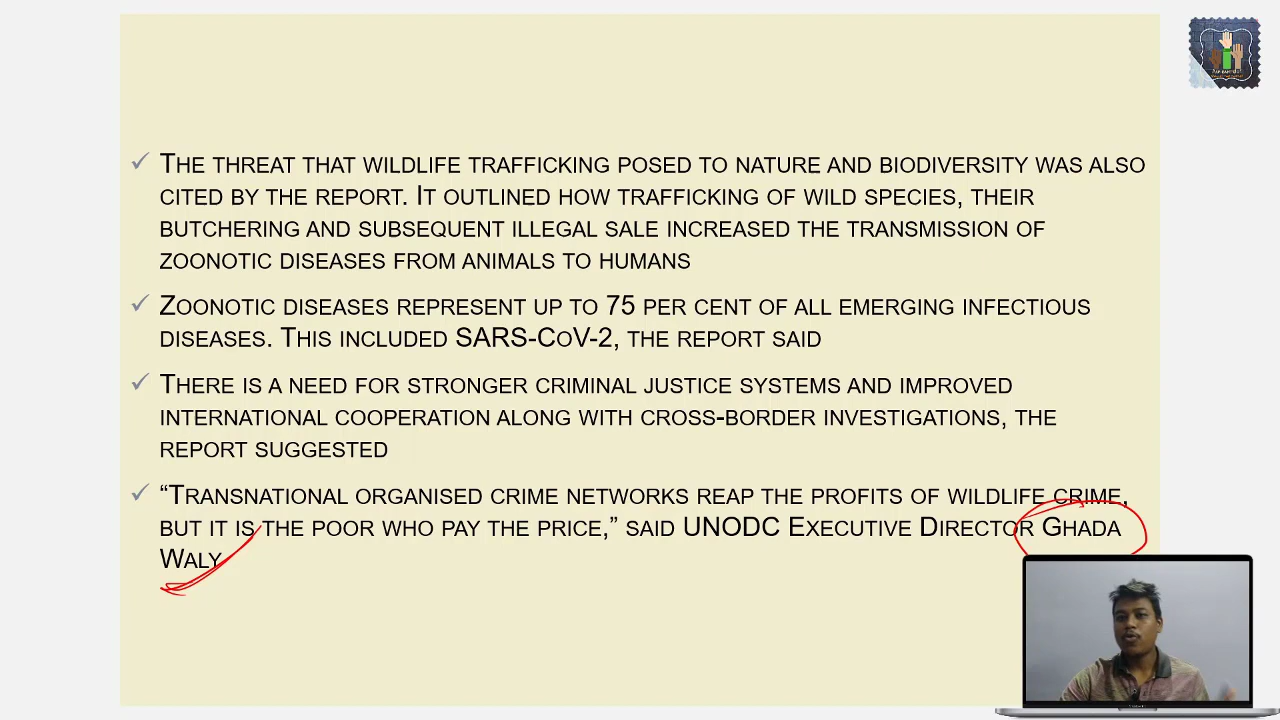 The threat that wildlife trafficking posed to nature and biodiversity was also
cited by the report. It outlined how trafficking of wild species, their
butchering and subsequent illegal sale increased the transmission of
zoonotic diseases from animals to humans
Zoonotic diseases represent up to 75 per cent of all emerging infectious
diseases. This included SARS-CoV-2, the report said
There is a need for stronger criminal justice systems and improved
international cooperation along with cross-border investigations, the
report suggested
“Transnational organised crime networks reap the profits of wildlife crime,
but it is the poor who pay the price,” said UNODC Executive Director Ghada
Waly